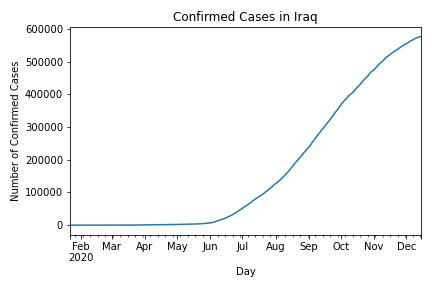 Confirmed Cases in Iraq
Number of Confirmed Cases
600000
500000
400000
300000
200000
100000
0
Feb Mar Apr May Jun Jul Aug Sep Oct Nov Dec
2020
Day